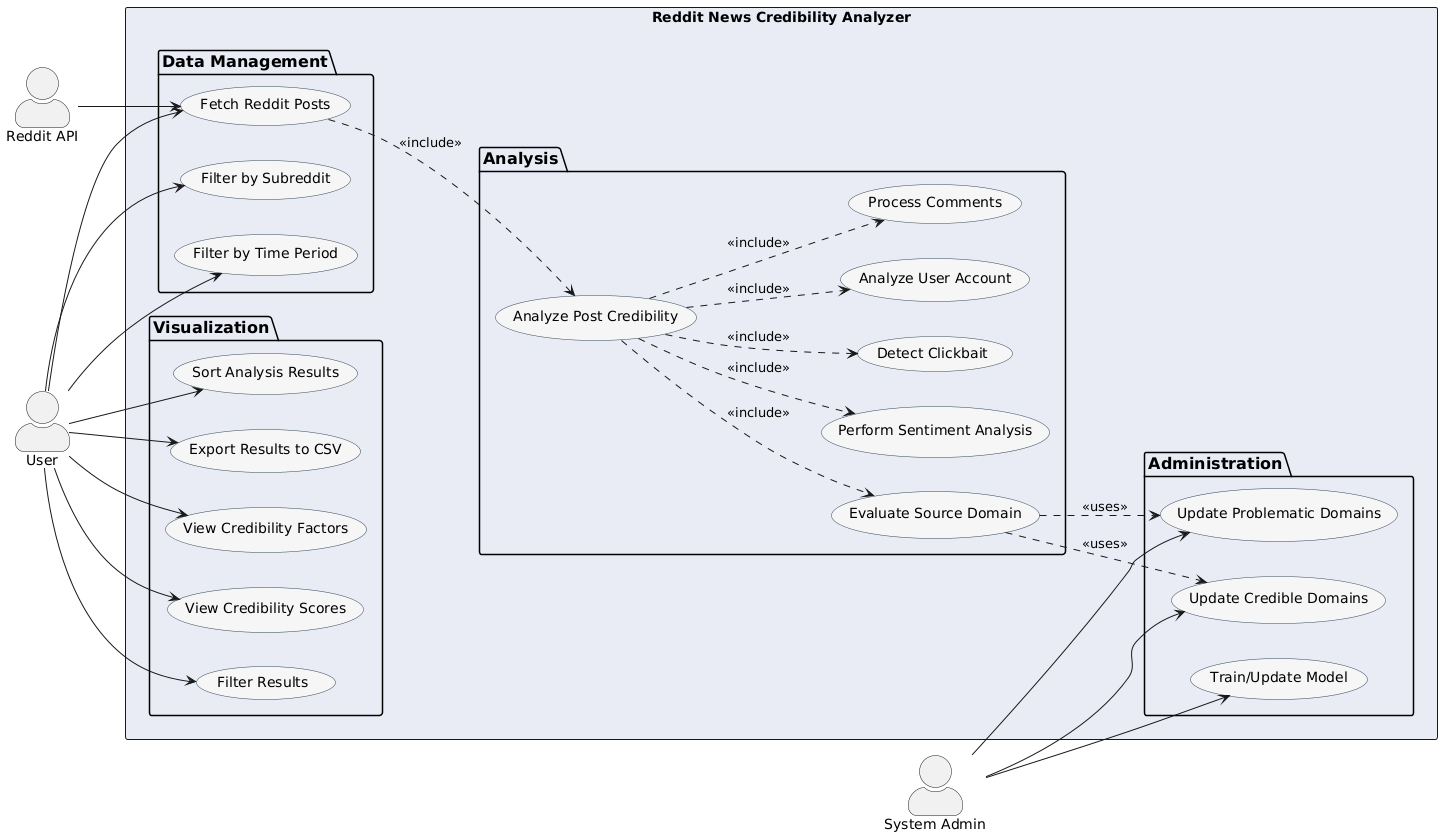 Reddit News Credibility Analyzer
Data Management
Fetch Reddit Posts
Reddit API
«include»
Filter by Subreddit
Filter by Time Period
Analysis
Process Comments
«include»
Analyze User Account
«include»
Analyze Post Credibility
«include»
Detect Clickbait
«include»
Perform Sentiment Analysis
«include»
Evaluate Source Domain
Visualization
Sort Analysis Results
Export Results to CSV
User
View Credibility Factors
View Credibility Scores
Filter Results
Administration
«uses»
Update Problematic Domains
«uses»
Update Credible Domains
Train/Update Model
System Admin